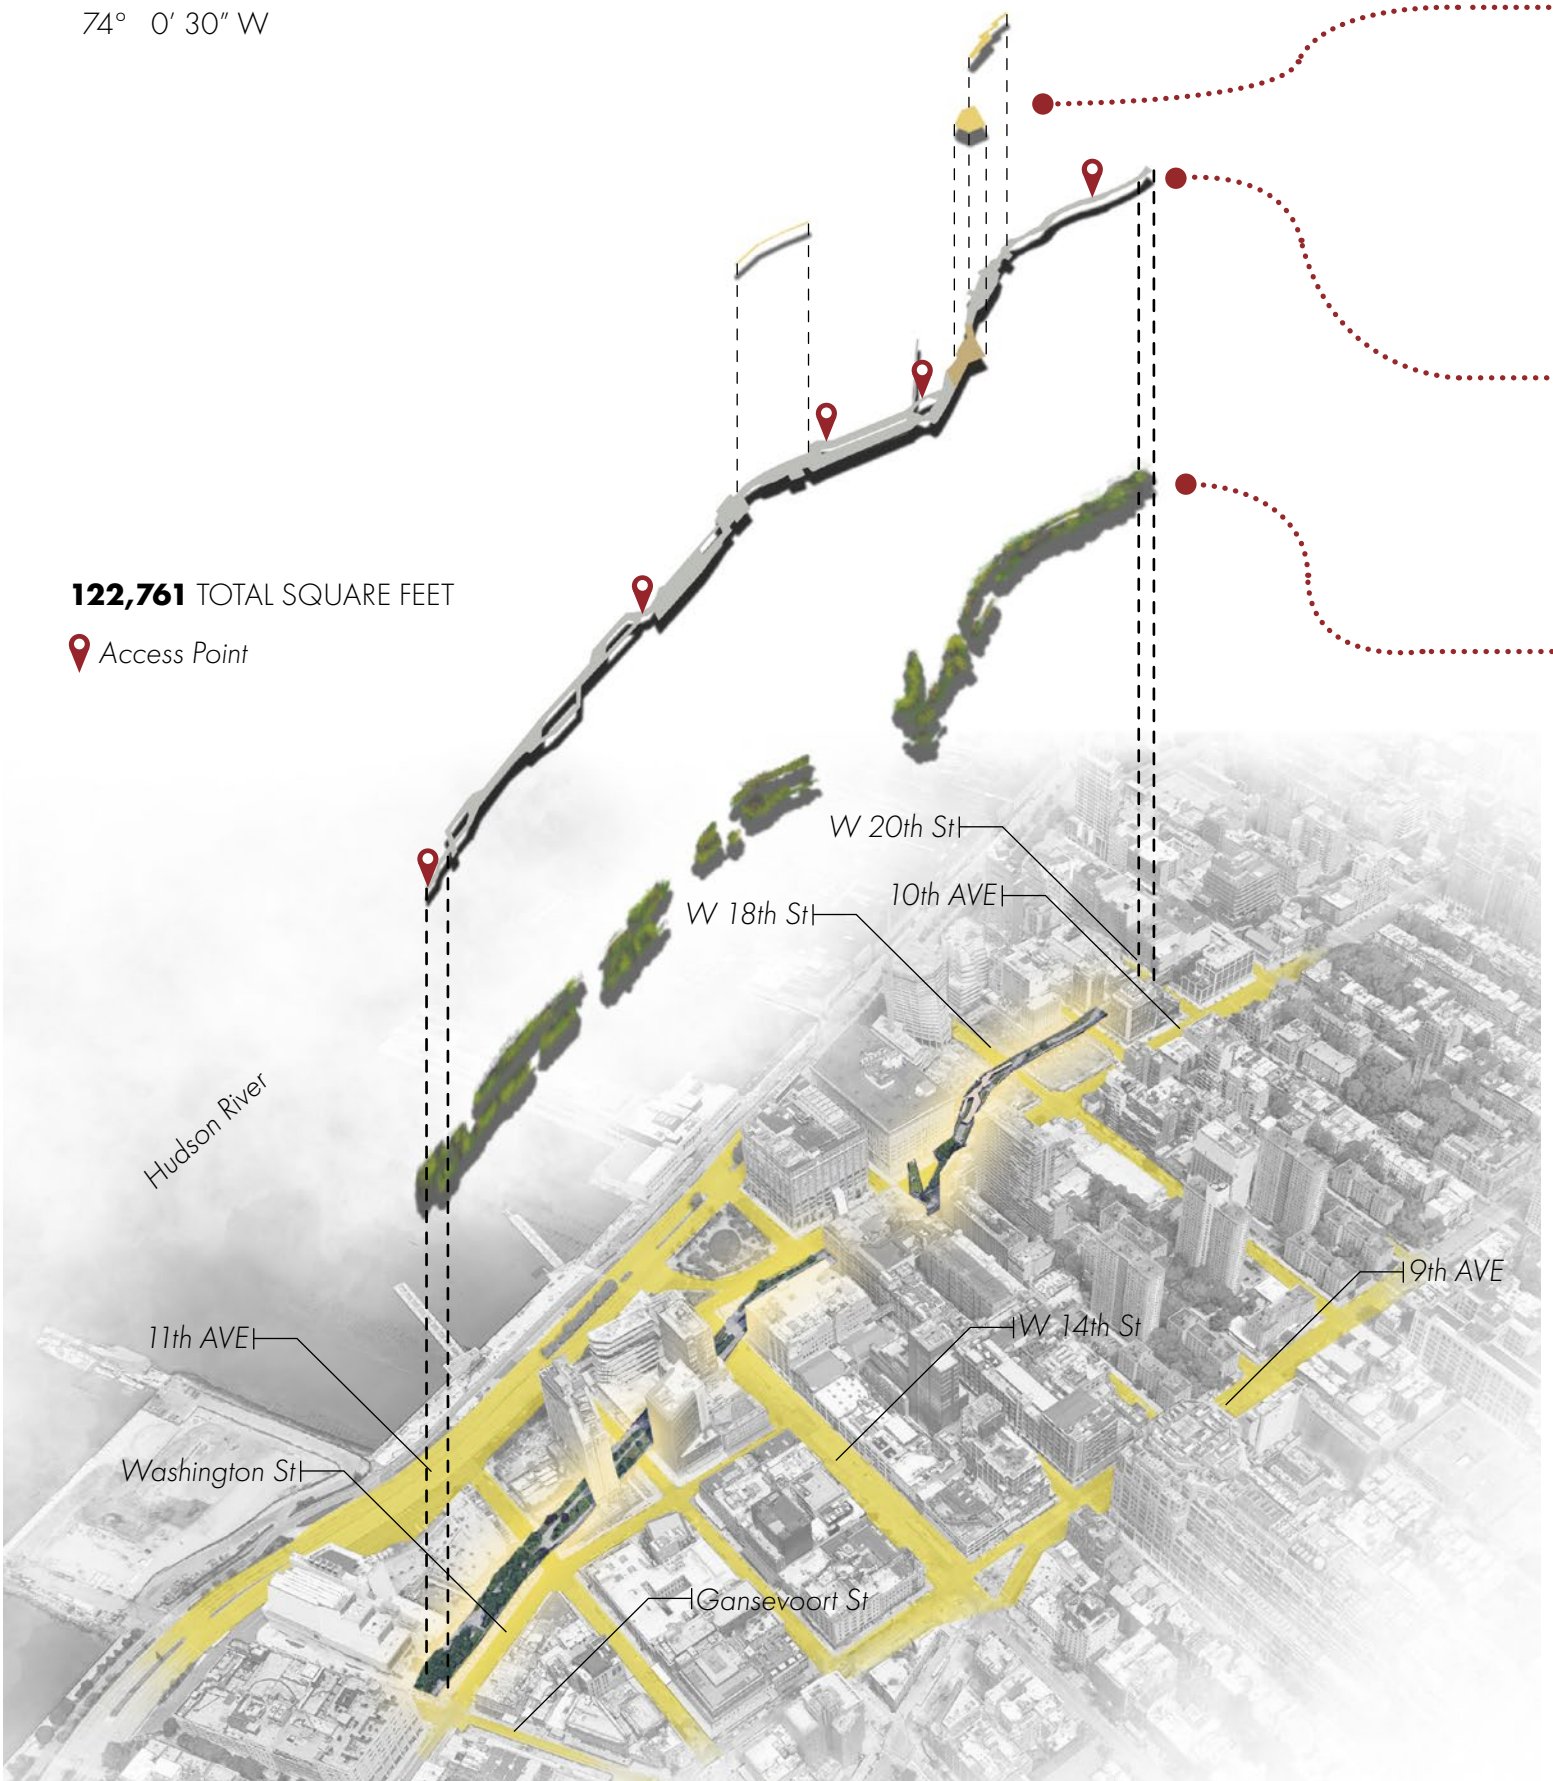 74° 0' 30" W
122,761 TOTAL SQUARE FEET
Access Point
W 20th St
10th AVE
W 18th St
Hudson River
9th AVE
W 14th St
11th AVE
Washington St
Gansevoort St